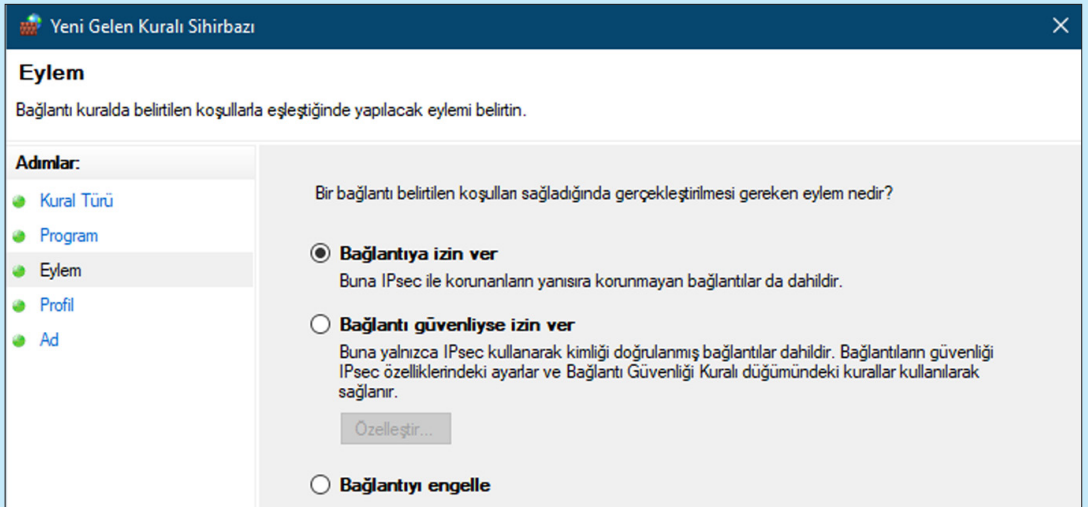 Yeni Gelen Kuralı Sihirbazı
Eylem
Bağlantı kuralda belirtilen koşullarla eşleştiğinde yapılacak eylemi belirtin.
Adımlar:
Kural Türü
Program
Eylem
Profil
Ad
Bir bağlantı belirtilen koşulları sağladığında gerçekleştirilmesi gereken eylem nedir?
Bağlantıya izin ver
Buna IPsec ile korunanların yanısıra korunmayan bağlantılar da dahildir.
Bağlantı güvenliyse izin ver
Buna yalnızca IPsec kullanarak kimliği doğrulanmış bağlantılar dahildir. Bağlantıların güvenliği
IPsec özelliklerindeki ayarlar ve Bağlantı Güvenliği Kuralı düğümündeki kurallar kullanılarak
sağlanır.
Özelleştir...
Bağlantıyı engelle